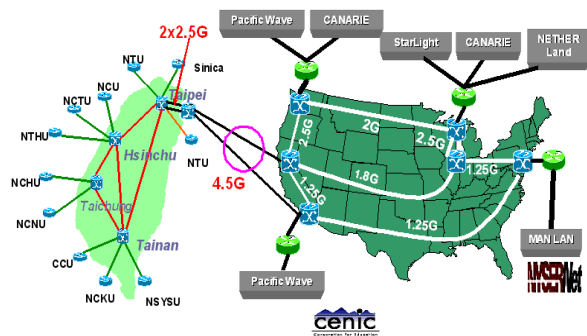 2x2.5G
Pacific Wave
CANARIE
StarLight
CANARIE
NETHER
Land
NTU
Sinica
NCU
Taipei
NCTU
NTHU
Hsinchu
NTU
NCHU
Taichung
NCNU
Tainan
CCU
NCKU
NSYSU
4.5G
2G
2.5G
2.5G
1.8G
1.25G
1.25G
1.25G
MAN LAN
NYSERNet
Pacific Wave
cenic